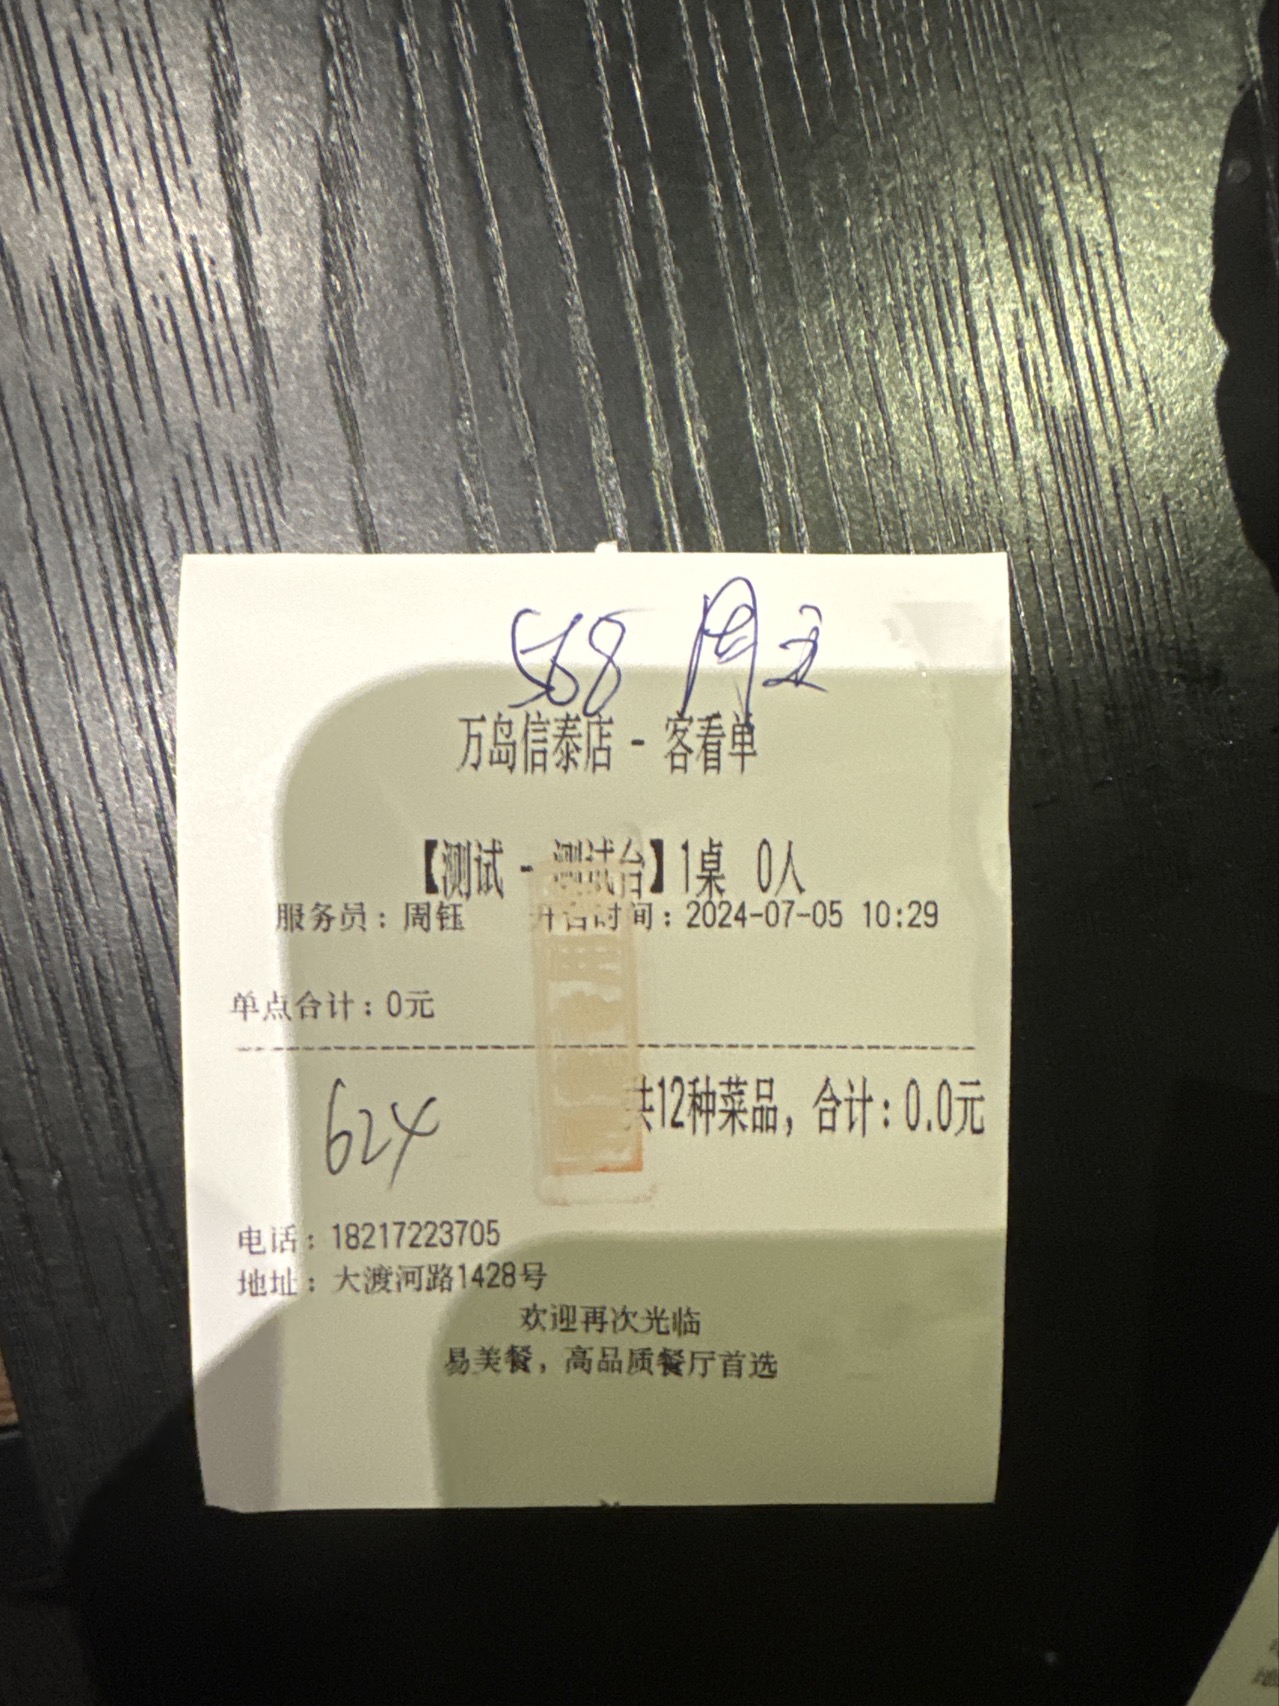 568 周玉
万岛信泰店 - 客看单
【测试 - 测试台】1桌 0人
服务员：周钰 开台时间：2024-07-05 10:29
单点合计：0元
共12种菜品，合计：0.0元
624
电话：18217223705
地址：大渡河路1428号
欢迎再次光临
易美餐，高品质餐厅首选